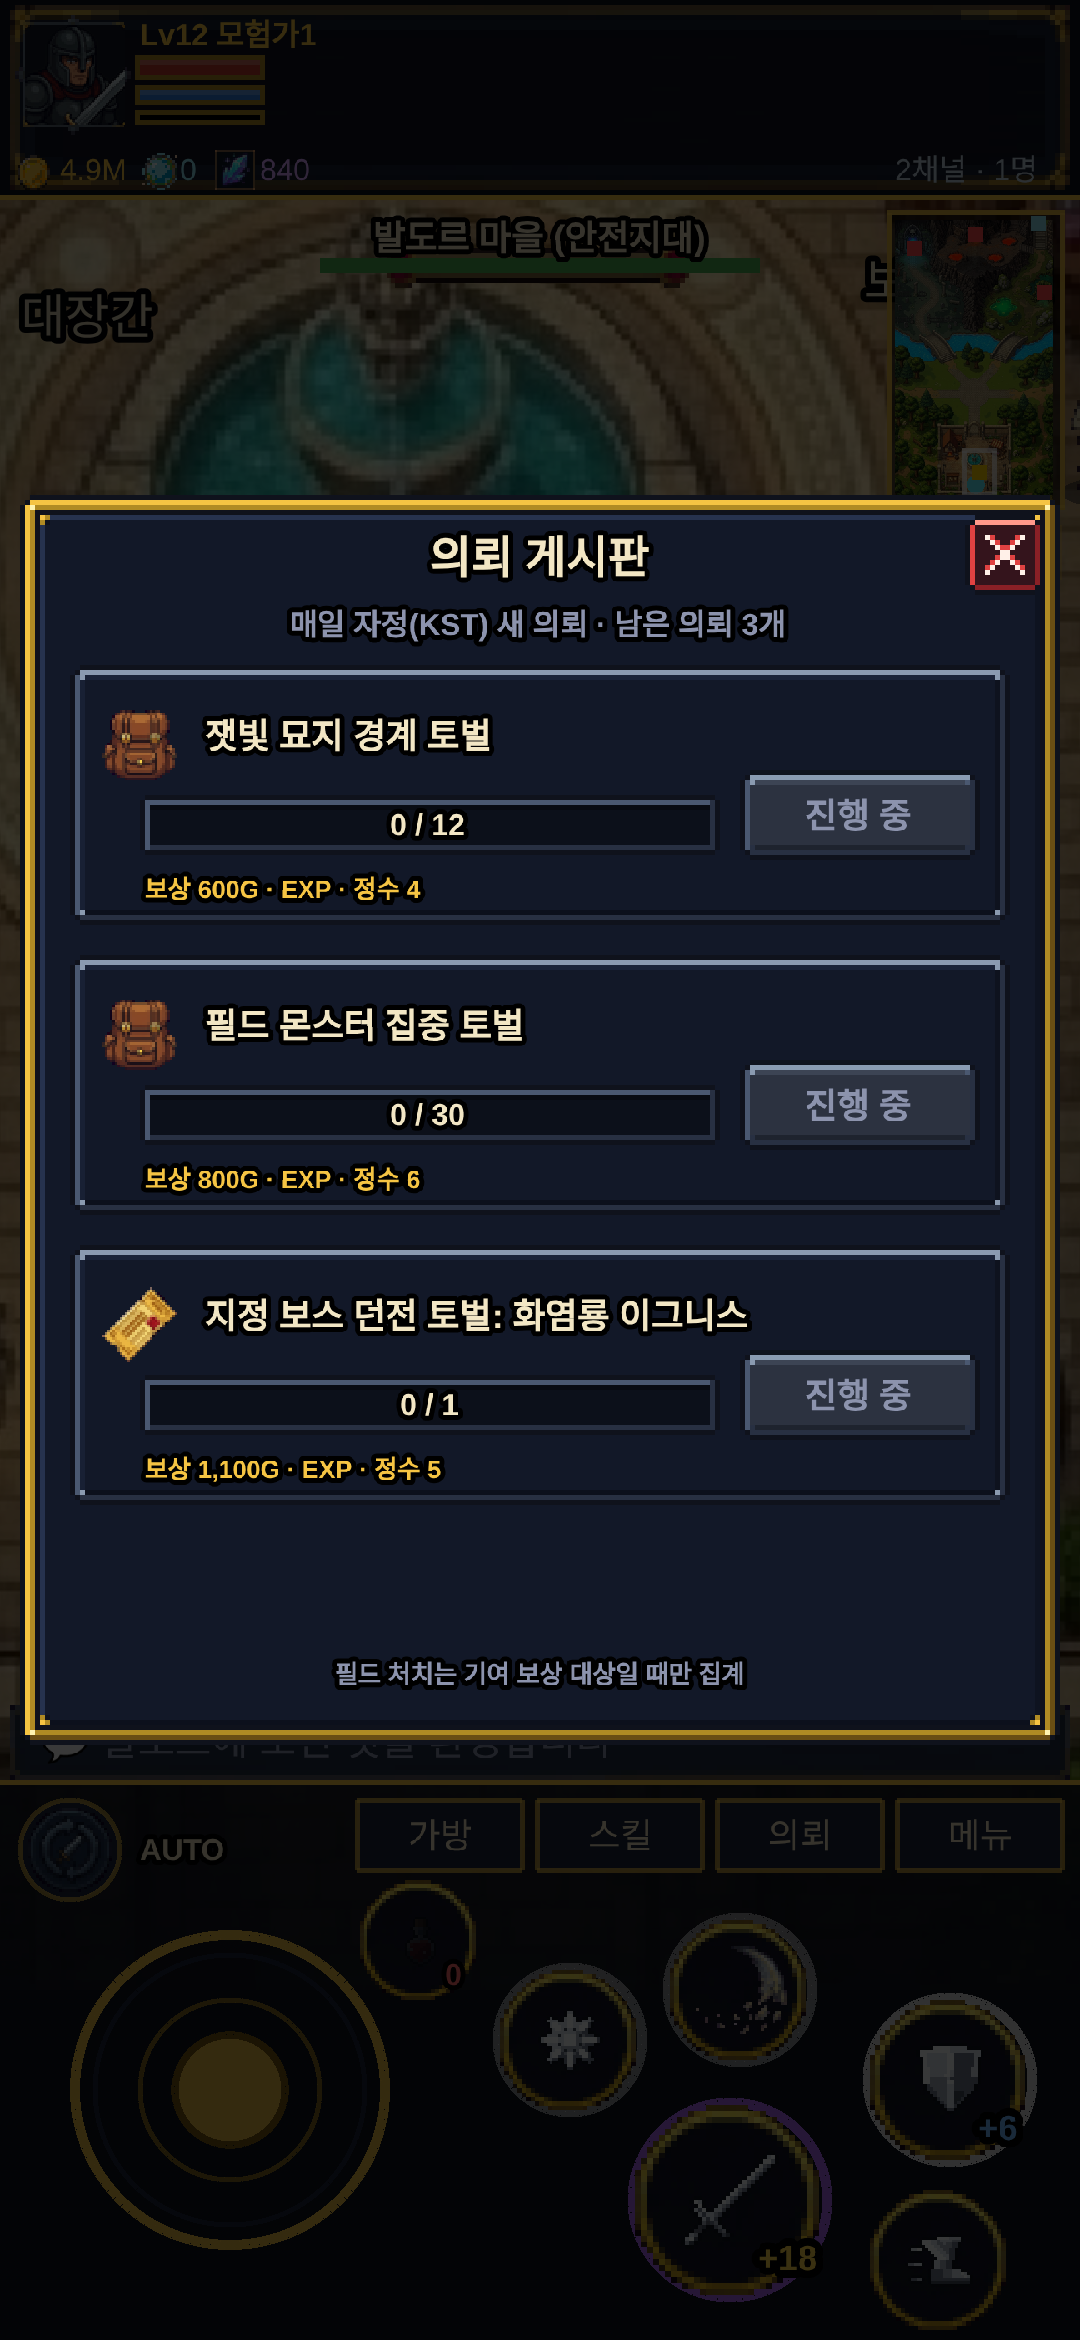 Lv12 모험가1
4.9M 0 840 2채널 · 1명
발도르 마을 (안전지대)
대장간
의뢰 게시판
매일 자정(KST) 새 의뢰 · 남은 의뢰 3개
잿빛 묘지 경계 토벌
0 / 12
진행 중
보상 600G · EXP · 정수 4
필드 몬스터 집중 토벌
0 / 30
진행 중
보상 800G · EXP · 정수 6
지정 보스 던전 토벌: 화염룡 이그니스
0 / 1
진행 중
보상 1,100G · EXP · 정수 5
필드 처치는 기여 보상 대상일 때만 집계
AUTO
가방 스킬 의뢰 메뉴
0
+6
+18